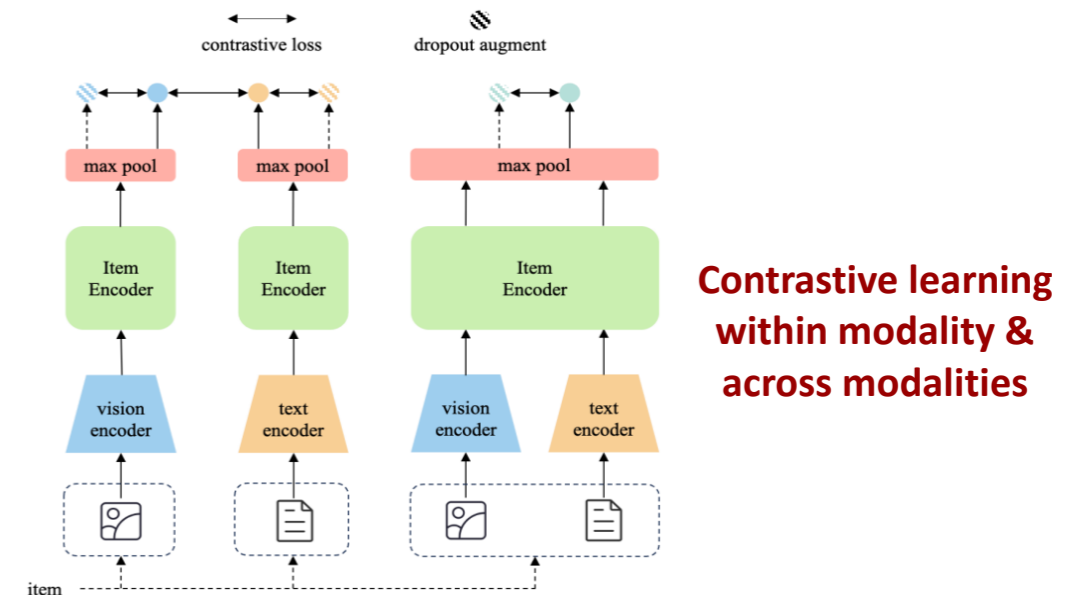 contrastive loss
dropout augment
max pool
max pool
max pool
Item
Encoder
Item
Encoder
Item
Encoder
vision
encoder
text
encoder
vision
encoder
text
encoder
item
Contrastive learning
within modality &
across modalities